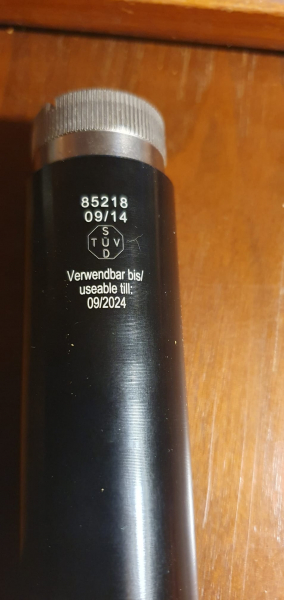 85218
09/14
S
TÜV
D
Verwendbar bis/
useable till:
09/2024